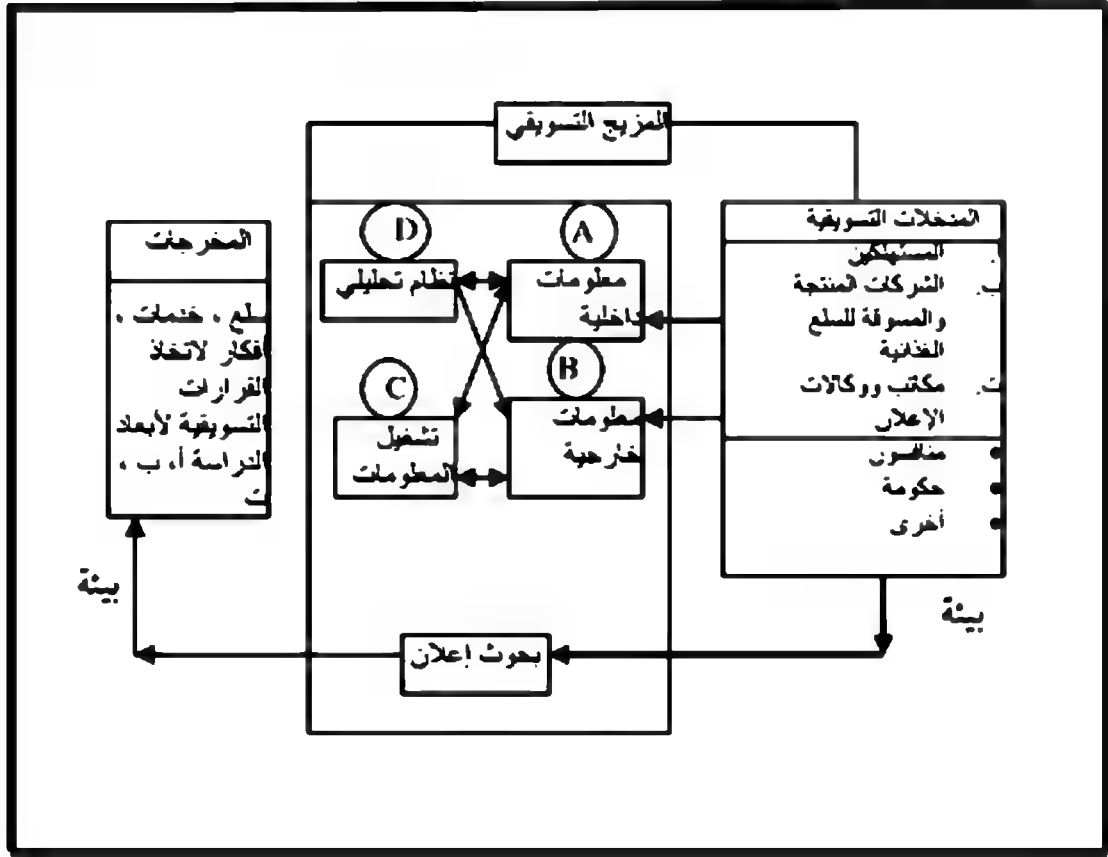 المزيج التسويقي
المدخلات التسويقية
أ. المستهلكين
ب. الشركات المنتجة
والمسوقة للسلع
الغذائية
ت. مكاتب ووكالات
الإعلان
• منافسون
• حكومة
• أخرى
بيئة
A
معلومات
داخلية
B
معلومات
خارجية
D
نظام تحليلي
C
تشغيل
المعلومات
بحوث إعلان
المخرجات
سلع ، خدمات ،
أفكار لاتخاذ
القرارات
التسويقية لأبعاد
الدراسة أ، ب ،
ت
بيئة